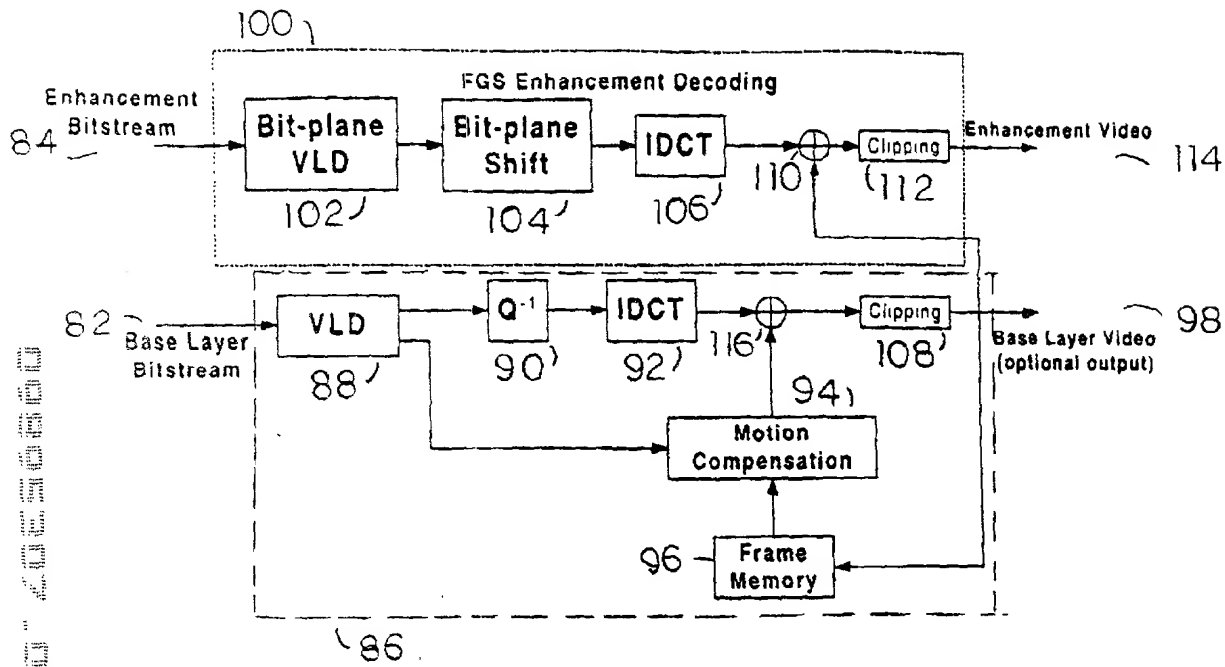 100
FGS Enhancement Decoding
Enhancement
Bitstream
84
Bit-plane
VLD
102
Bit-plane
Shift
104
IDCT
106
110
Clipping
112
Enhancement Video
114
82
Base Layer
Bitstream
VLD
88
Q⁻¹
90
IDCT
92
116
Clipping
108
98
Base Layer Video
(optional output)
94
Motion
Compensation
96
Frame
Memory
86